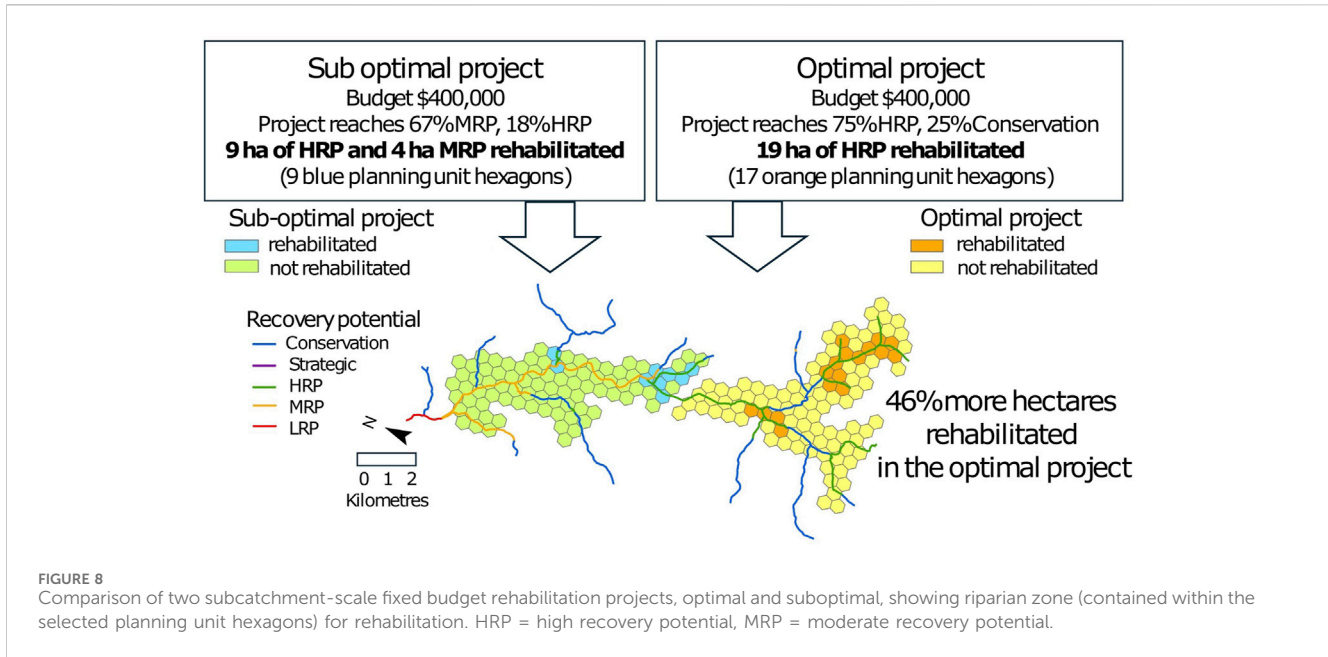 Sub optimal project
Budget $400,000
Project reaches 67%MRP, 18%HRP
9 ha of HRP and 4 ha MRP rehabilitated
(9 blue planning unit hexagons)
Optimal project
Budget $400,000
Project reaches 75%HRP, 25%Conservation
19 ha of HRP rehabilitated
(17 orange planning unit hexagons)
Sub-optimal project
rehabilitated
not rehabilitated
Optimal project
rehabilitated
not rehabilitated
Recovery potential
Conservation
Strategic
HRP
MRP
LRP
N
0 1 2
Kilometres
46%more hectares
rehabilitated
in the optimal project
FIGURE 8
Comparison of two subcatchment-scale fixed budget rehabilitation projects, optimal and suboptimal, showing riparian zone (contained within the
selected planning unit hexagons) for rehabilitation. HRP = high recovery potential, MRP = moderate recovery potential.